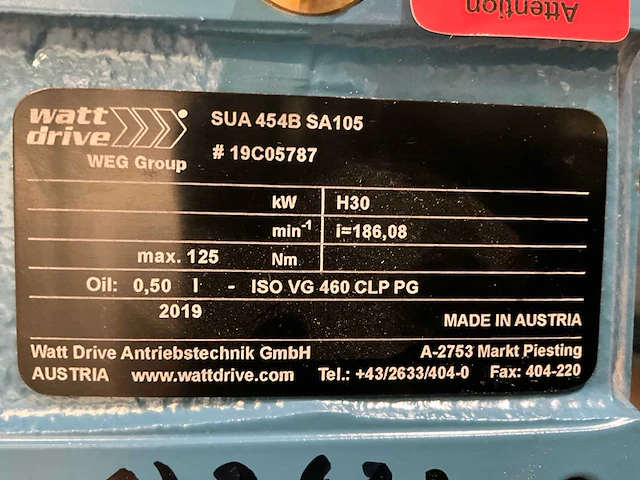 Attention
watt
drive
WEG Group
SUA 454B SA105
# 19C05787
kW H30
min-1 i=186,08
max. 125 Nm
Oil: 0,50 l - ISO VG 460 CLP PG
2019
MADE IN AUSTRIA
Watt Drive Antriebstechnik GmbH A-2753 Markt Piesting
AUSTRIA www.wattdrive.com Tel.: +43/2633/404-0 Fax: 404-220